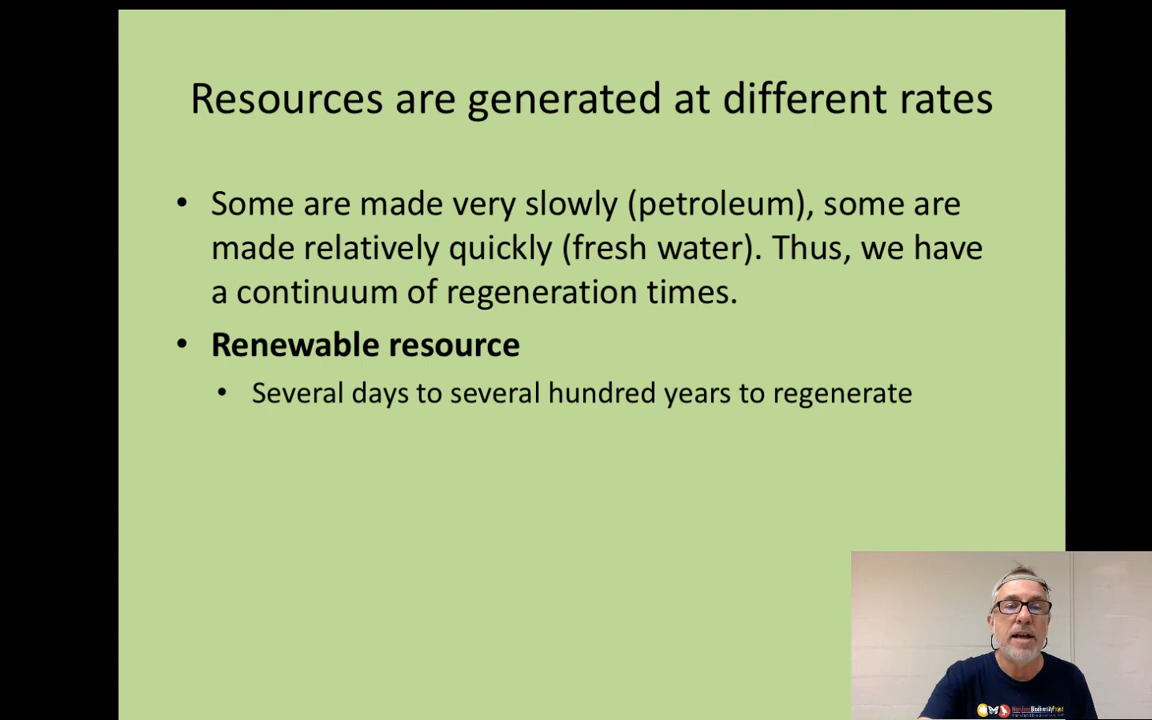 Resources are generated at different rates
• Some are made very slowly (petroleum), some are
made relatively quickly (fresh water). Thus, we have
a continuum of regeneration times.
• Renewable resource
• Several days to several hundred years to regenerate